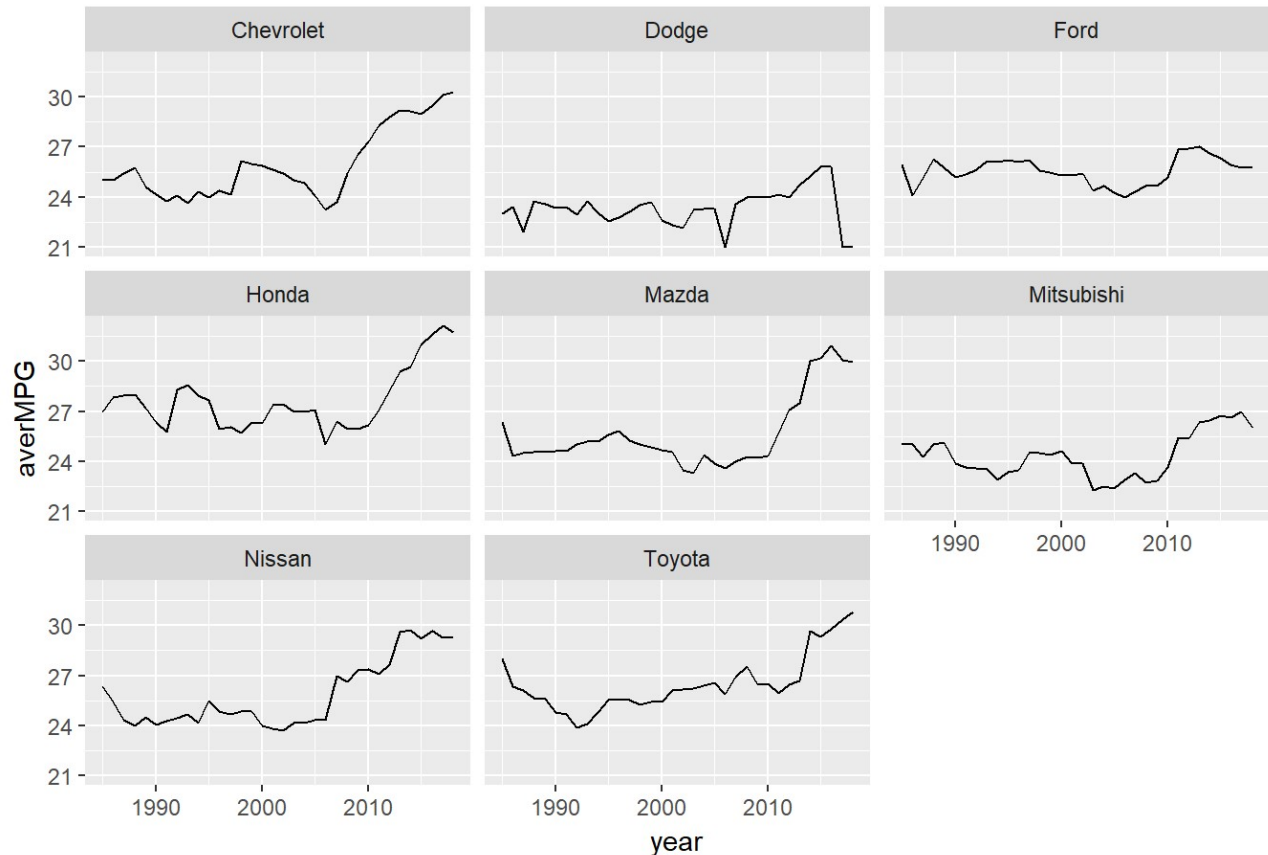 Chevrolet Dodge Ford
30
27
24
21
Honda Mazda Mitsubishi
30
27
24
21
1990 2000 2010
Nissan Toyota
30
27
24
21
1990 2000 2010 1990 2000 2010
averMPG
year